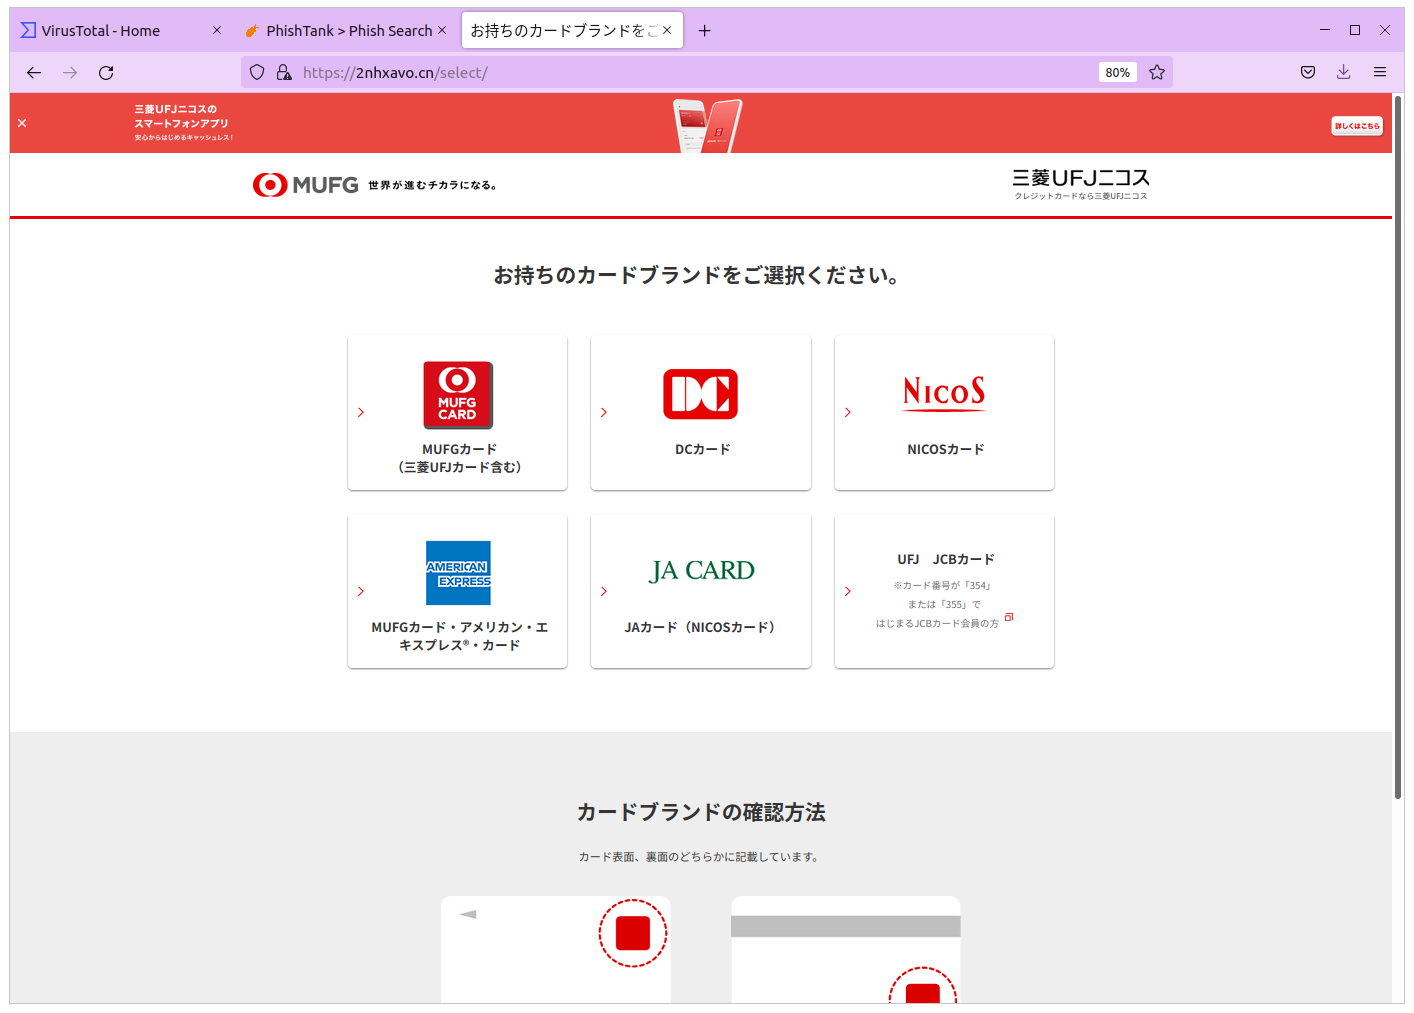 VirusTotal - Home
PhishTank > Phish Search
お持ちのカードブランドをご
https://2nhxavo.cn/select/
80%
三菱UFJニコスの
スマートフォンアプリ
安心からはじめるキャッシュレス！
詳しくはこちら
MUFG 世界が進むチカラになる。
三菱UFJニコス
クレジットカードなら三菱UFJニコス
お持ちのカードブランドをご選択ください。
MUFG
CARD
MUFGカード
（三菱UFJカード含む）
DC
DCカード
NICOS
NICOSカード
AMERICAN
EXPRESS
MUFGカード・アメリカン・エ
キスプレス®・カード
JA CARD
JAカード（NICOSカード）
UFJ　JCBカード
※カード番号が「354」
または「355」で
はじまるJCBカード会員の方
カードブランドの確認方法
カード表面、裏面のどちらかに記載しています。